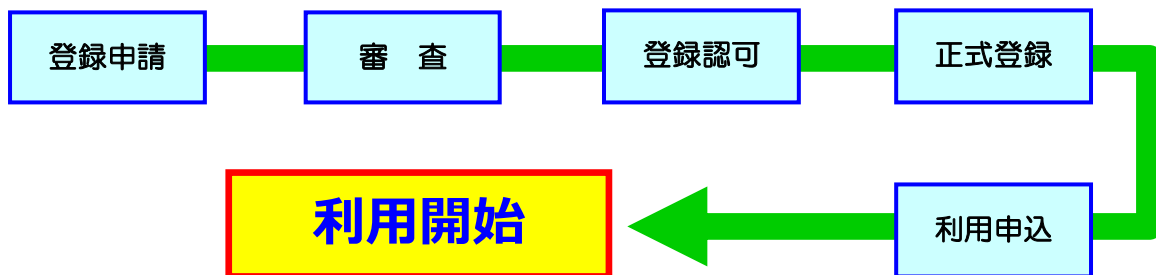 登録申請
審　査
登録認可
正式登録
利用申込
利用開始